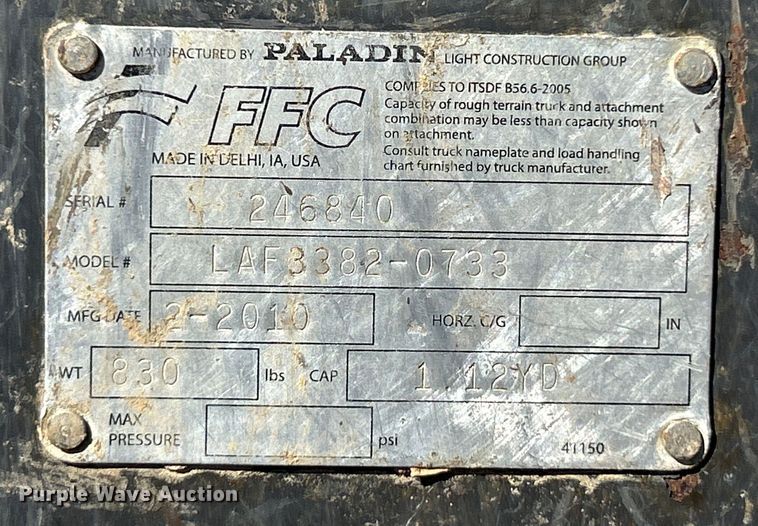 MANUFACTURED BY PALADIN LIGHT CONSTRUCTION GROUP
FFC
MADE IN DELHI, IA, USA
COMPLIES TO ITSDF B56.6-2005
Capacity of rough terrain truck and attachment
combination may be less than capacity shown
on attachment.
Consult truck nameplate and load handling
chart furnished by truck manufacturer.
SERIAL # 246840
MODEL # LAF3382-0733
MFG DATE 2-2010 HORZ. C/G IN
WT 830 lbs CAP 1.12YD
MAX
PRESSURE psi
41150
Purple Wave Auction